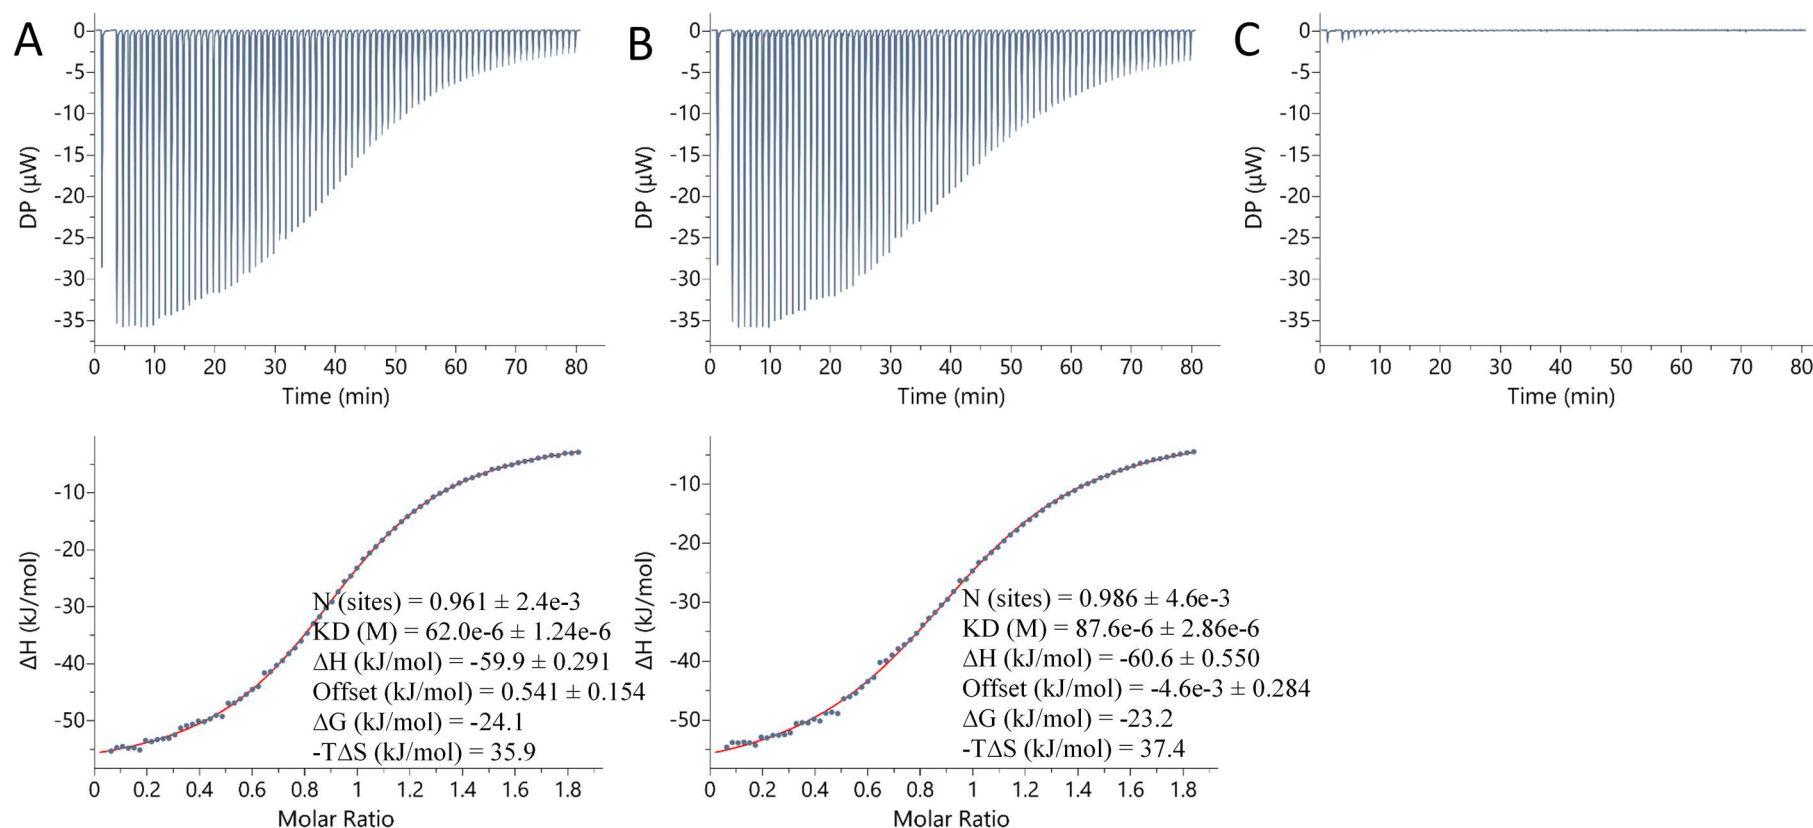 A
0
-5
-10
-15
-20
-25
-30
-35
DP (µW)
0 10 20 30 40 50 60 70 80
Time (min)
B
0
-5
-10
-15
-20
-25
-30
-35
DP (µW)
0 10 20 30 40 50 60 70 80
Time (min)
C
0
-5
-10
-15
-20
-25
-30
-35
DP (µW)
0 10 20 30 40 50 60 70 80
Time (min)
-10
-20
-30
-40
-50
ΔH (kJ/mol)
N (sites) = 0.961 ± 2.4e-3
KD (M) = 62.0e-6 ± 1.24e-6
ΔH (kJ/mol) = -59.9 ± 0.291
Offset (kJ/mol) = 0.541 ± 0.154
ΔG (kJ/mol) = -24.1
-TΔS (kJ/mol) = 35.9
0 0.2 0.4 0.6 0.8 1 1.2 1.4 1.6 1.8
Molar Ratio
-10
-20
-30
-40
-50
ΔH (kJ/mol)
N (sites) = 0.986 ± 4.6e-3
KD (M) = 87.6e-6 ± 2.86e-6
ΔH (kJ/mol) = -60.6 ± 0.550
Offset (kJ/mol) = -4.6e-3 ± 0.284
ΔG (kJ/mol) = -23.2
-TΔS (kJ/mol) = 37.4
0 0.2 0.4 0.6 0.8 1 1.2 1.4 1.6 1.8
Molar Ratio